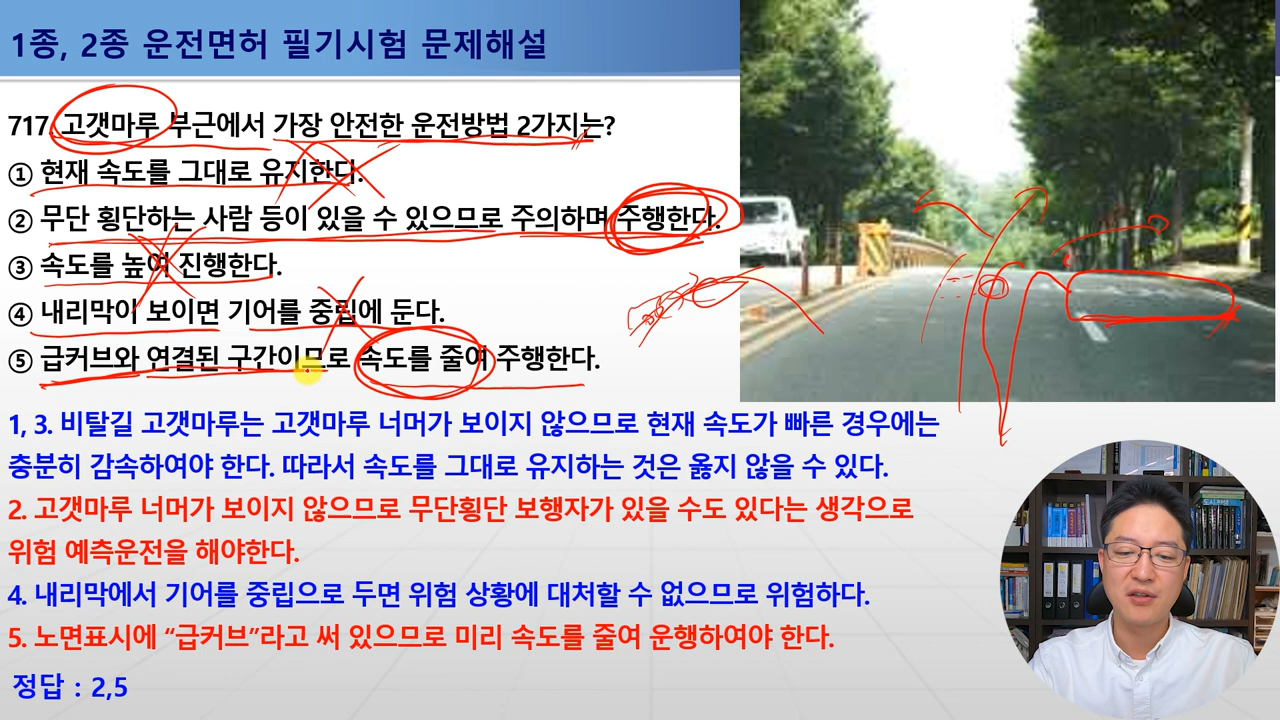 1종, 2종 운전면허 필기시험 문제해설
717. 고갯마루 부근에서 가장 안전한 운전방법 2가지는?
① 현재 속도를 그대로 유지한다.
② 무단 횡단하는 사람 등이 있을 수 있으므로 주의하며 주행한다.
③ 속도를 높여 진행한다.
④ 내리막이 보이면 기어를 중립에 둔다.
⑤ 급커브와 연결된 구간이므로 속도를 줄여 주행한다.
1, 3. 비탈길 고갯마루는 고갯마루 너머가 보이지 않으므로 현재 속도가 빠른 경우에는
충분히 감속하여야 한다. 따라서 속도를 그대로 유지하는 것은 옳지 않을 수 있다.
2. 고갯마루 너머가 보이지 않으므로 무단횡단 보행자가 있을 수도 있다는 생각으로
위험 예측운전을 해야한다.
4. 내리막에서 기어를 중립으로 두면 위험 상황에 대처할 수 없으므로 위험하다.
5. 노면표시에 “급커브”라고 써 있으므로 미리 속도를 줄여 운행하여야 한다.
정답 : 2,5